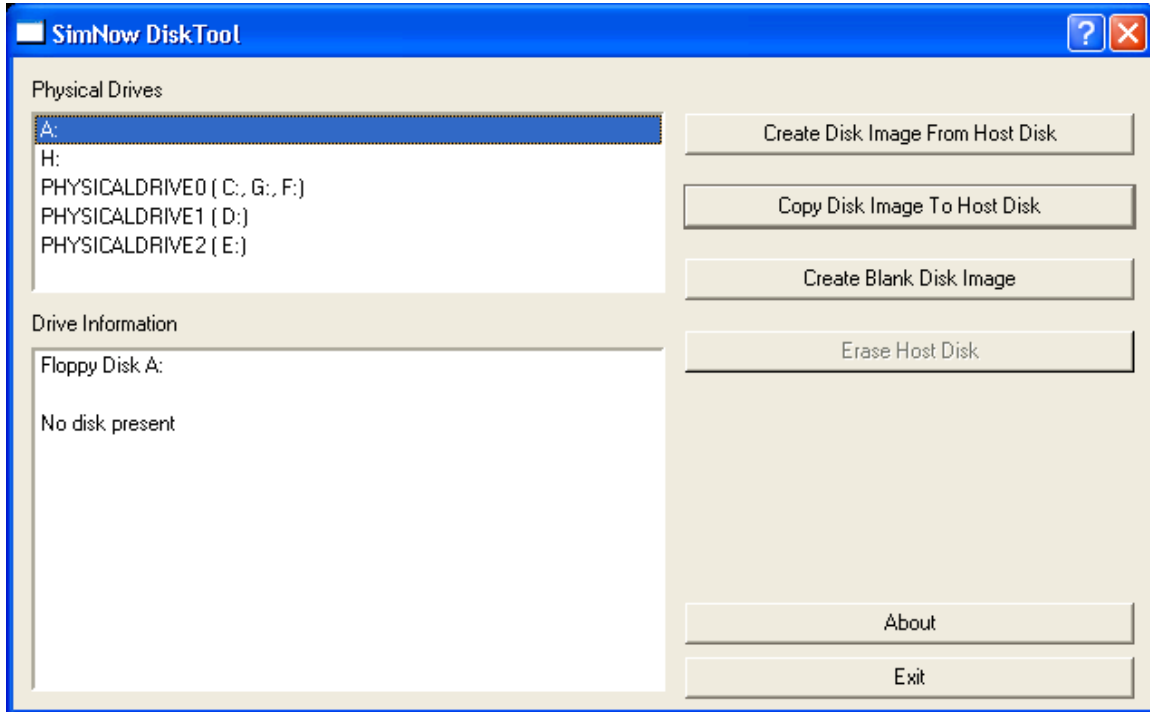 SimNow DiskTool
Physical Drives
A:
H:
PHYSICALDRIVE0 ( C:, G:, F:)
PHYSICALDRIVE1 ( D:)
PHYSICALDRIVE2 ( E:)
Create Disk Image From Host Disk
Copy Disk Image To Host Disk
Create Blank Disk Image
Erase Host Disk
Drive Information
Floppy Disk A:
No disk present
About
Exit